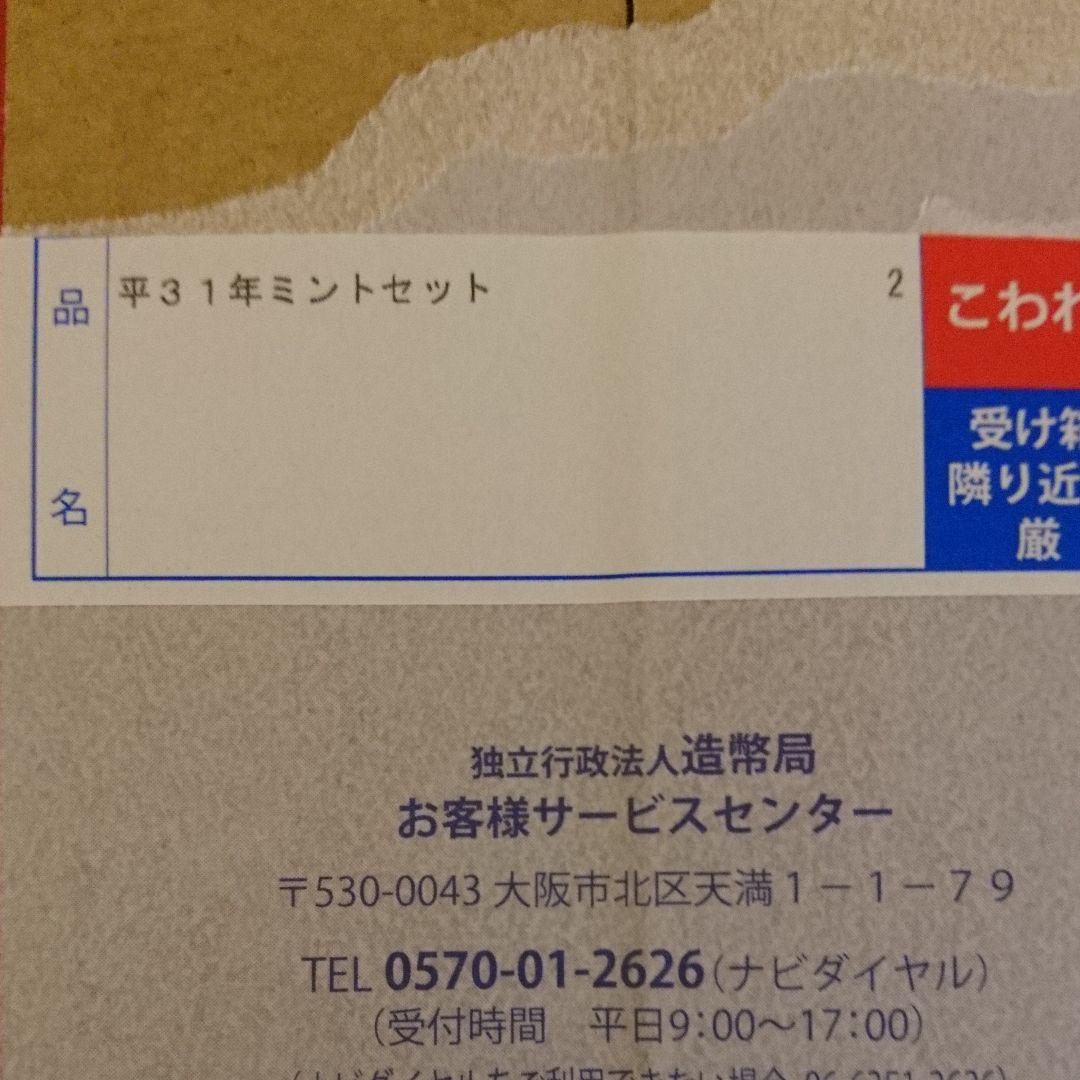 品名
平３１年ミントセット 2
こわれ
受け箱
隣り近
厳
独立行政法人造幣局
お客様サービスセンター
〒530-0043 大阪市北区天満１－１－７９
TEL 0570-01-2626（ナビダイヤル）
（受付時間　平日9：00～17：00）